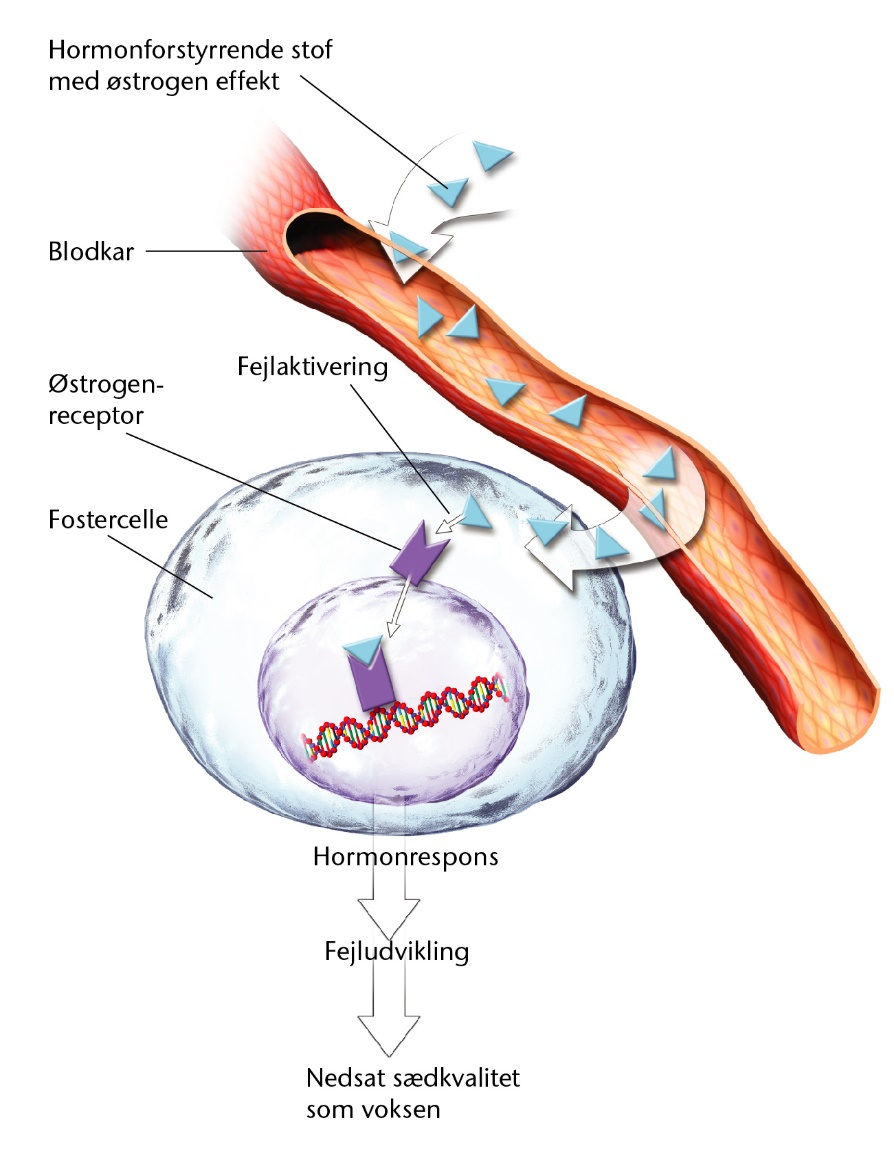 Hormonforstyrrende stof
med østrogen effekt
Blodkar
Fejlaktivering
Østrogen-
receptor
Fostercelle
Hormonrespons
Fejludvikling
Nedsat sædkvalitet
som voksen